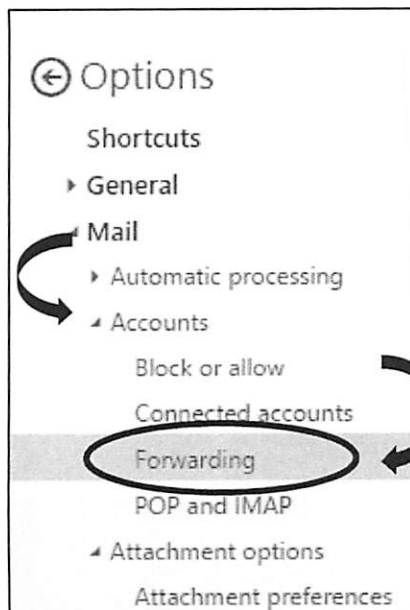 Options
Shortcuts
General
Mail
Automatic processing
Accounts
Block or allow
Connected accounts
Forwarding
POP and IMAP
Attachment options
Attachment preferences